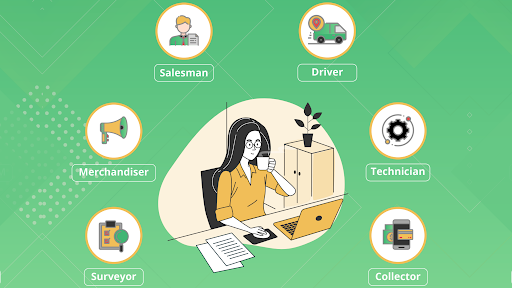 Salesman
Driver
Merchandiser
Technician
Surveyor
Collector